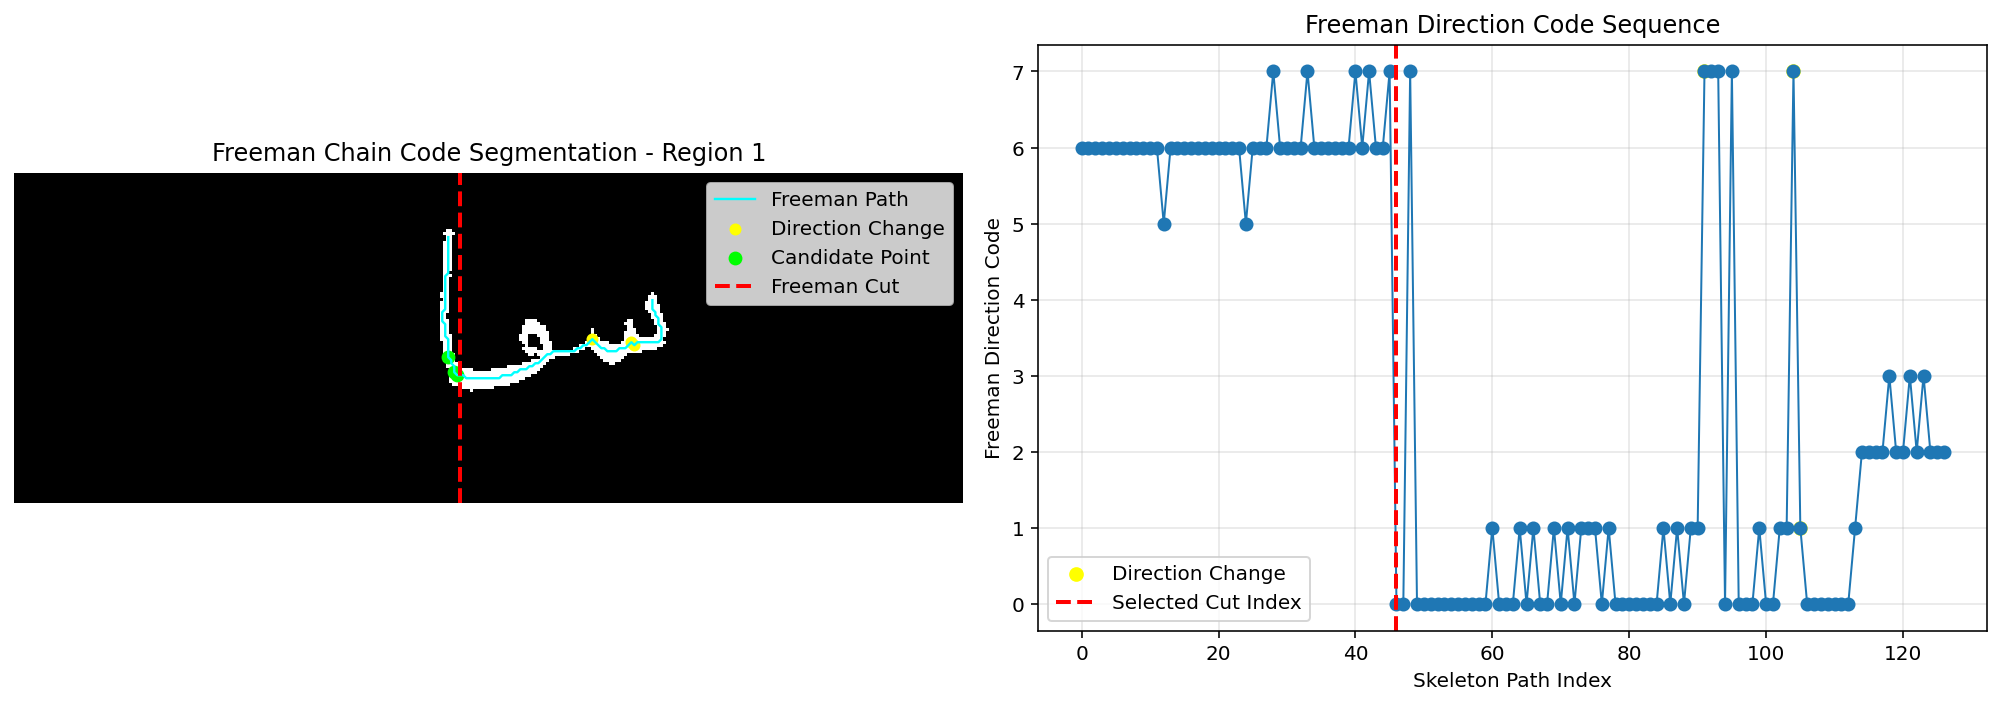 Freeman Chain Code Segmentation - Region 1
Freeman Path
Direction Change
Candidate Point
Freeman Cut
Freeman Direction Code Sequence
Freeman Direction Code
7
6
5
4
3
2
1
0
Direction Change
Selected Cut Index
0 20 40 60 80 100 120
Skeleton Path Index